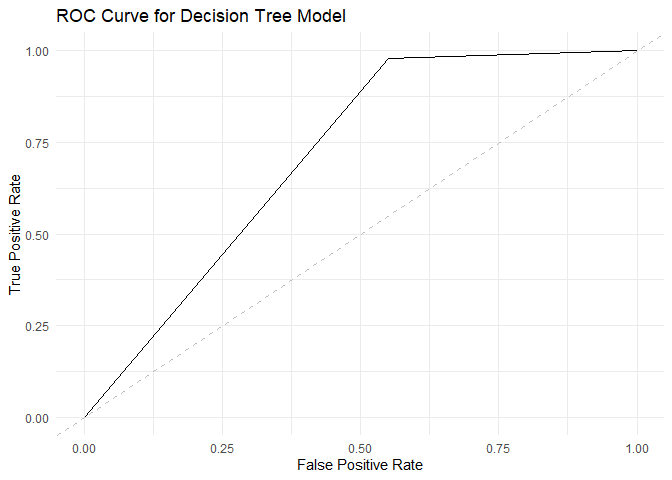 ROC Curve for Decision Tree Model
1.00
0.75
0.50
0.25
0.00
True Positive Rate
0.00 0.25 0.50 0.75 1.00
False Positive Rate